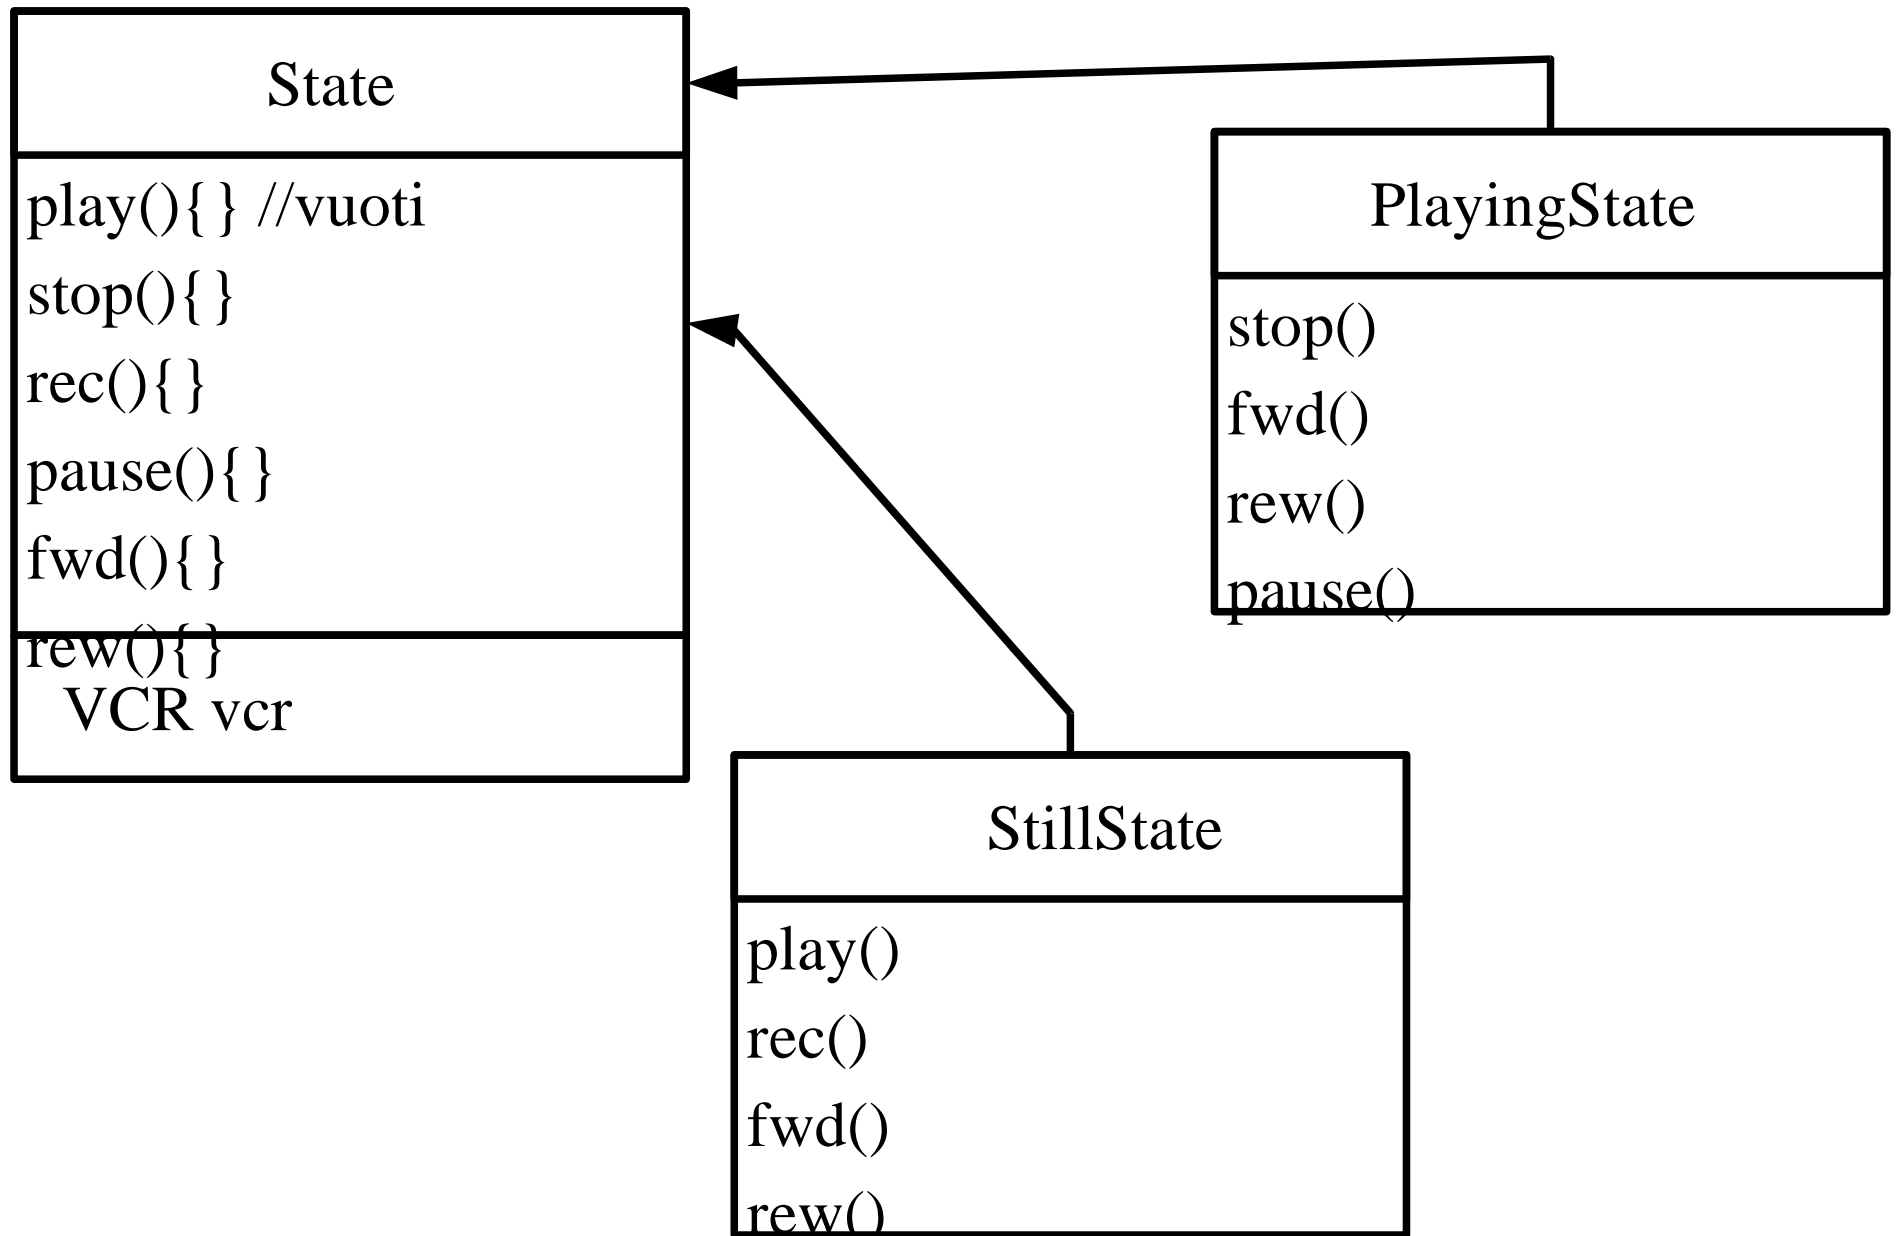 State
play(){} //vuoti
stop(){}
rec(){}
pause(){}
fwd(){}
rew(){}
VCR vcr
PlayingState
stop()
fwd()
rew()
pause()
StillState
play()
rec()
fwd()
rew()